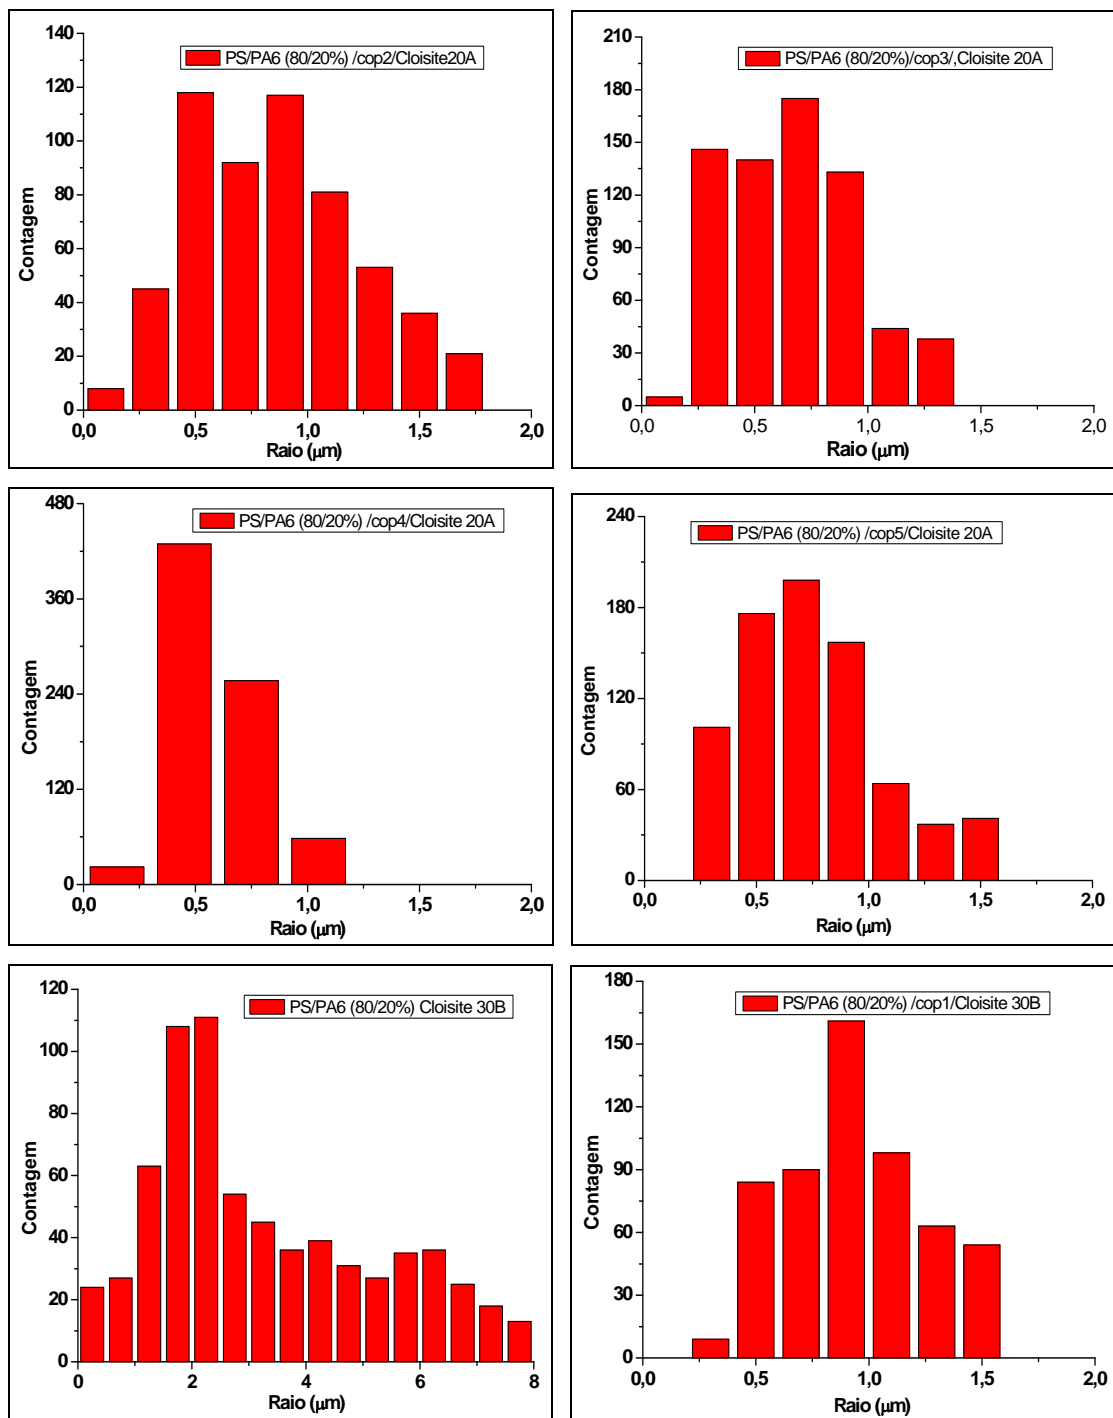 PS/PA6 (80/20%) /cop2/Cloisite20A
140
120
100
80
60
40
20
0
Contagem
0,0 0,5 1,0 1,5 2,0
Raio (μm)
PS/PA6 (80/20%)/cop3/,Cloisite 20A
210
180
150
120
90
60
30
0
Contagem
0,0 0,5 1,0 1,5 2,0
Raio (μm)
PS/PA6 (80/20%) /cop4/Cloisite 20A
480
360
240
120
0
Contagem
0,0 0,5 1,0 1,5 2,0
Raio (μm)
PS/PA6 (80/20%) /cop5/Cloisite 20A
240
180
120
60
0
Contagem
0,0 0,5 1,0 1,5 2,0
Raio (μm)
PS/PA6 (80/20%) Cloisite 30B
120
100
80
60
40
20
0
Contagem
0 2 4 6 8
Raio (μm)
PS/PA6 (80/20%) /cop1/Cloisite 30B
180
150
120
90
60
30
0
Contagem
0,0 0,5 1,0 1,5 2,0
Raio (μm)